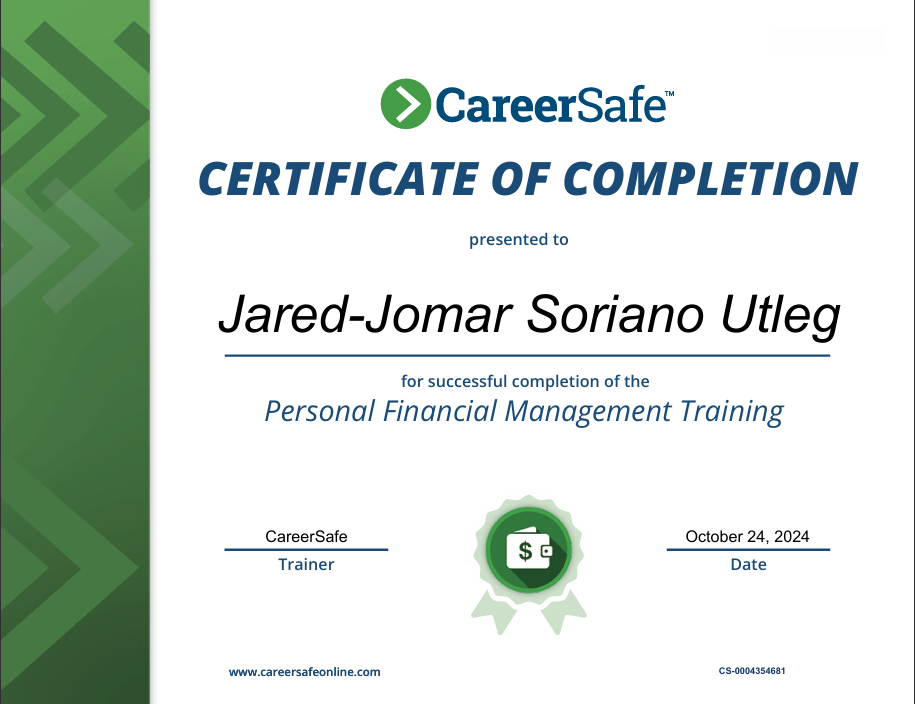 CareerSafe™
CERTIFICATE OF COMPLETION
presented to
Jared-Jomar Soriano Utleg
for successful completion of the
Personal Financial Management Training
CareerSafe
Trainer
$
October 24, 2024
Date
www.careersafeonline.com
CS-0004354681